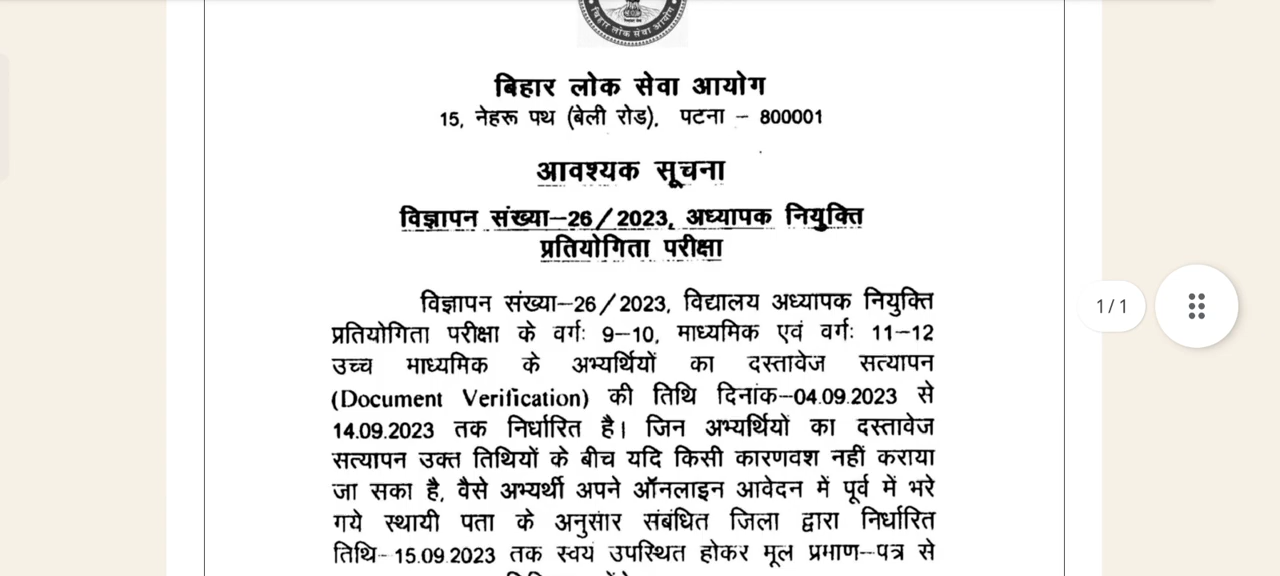 बिहार लोक सेवा आयोग
बिहार लोक सेवा आयोग
15, नेहरू पथ (बेली रोड), पटना – 800001
आवश्यक सूचना
विज्ञापन संख्या–26/2023, अध्यापक नियुक्ति
प्रतियोगिता परीक्षा
विज्ञापन संख्या–26/2023, विद्यालय अध्यापक नियुक्ति
प्रतियोगिता परीक्षा के वर्गः 9–10, माध्यमिक एवं वर्गः 11–12
उच्च माध्यमिक के अभ्यर्थियों का दस्तावेज सत्यापन
(Document Verification) की तिथि दिनांक–04.09.2023 से
14.09.2023 तक निर्धारित है। जिन अभ्यर्थियों का दस्तावेज
सत्यापन उक्त तिथियों के बीच यदि किसी कारणवश नहीं कराया
जा सका है, वैसे अभ्यर्थी अपने ऑनलाइन आवेदन में पूर्व में भरे
गये स्थायी पता के अनुसार संबंधित जिला द्वारा निर्धारित
तिथि–15.09.2023 तक स्वयं उपस्थित होकर मूल प्रमाण–पत्र से
1/1